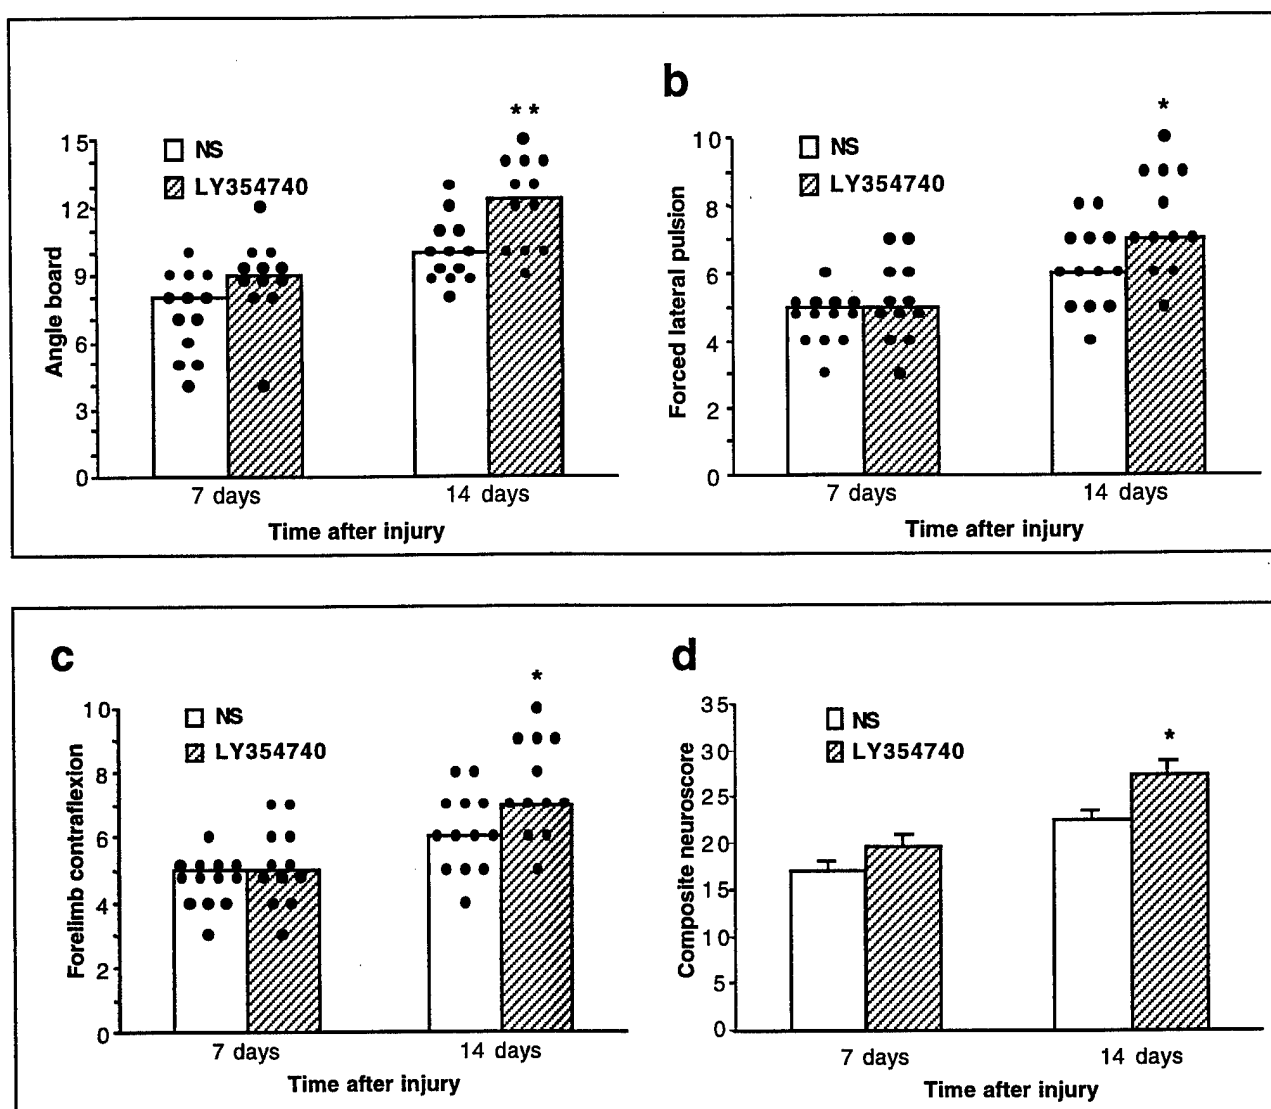 * *
15
12
9
6
3
0
NS
LY354740
Angle board
7 days
14 days
Time after injury
b
*
10
8
6
4
2
0
NS
LY354740
Forced lateral pulsion
7 days
14 days
Time after injury
c
*
10
8
6
4
2
0
NS
LY354740
Forelimb contraflexion
7 days
14 days
Time after injury
d
*
35
30
25
20
15
10
5
0
NS
LY354740
Composite neuroscore
7 days
14 days
Time after injury